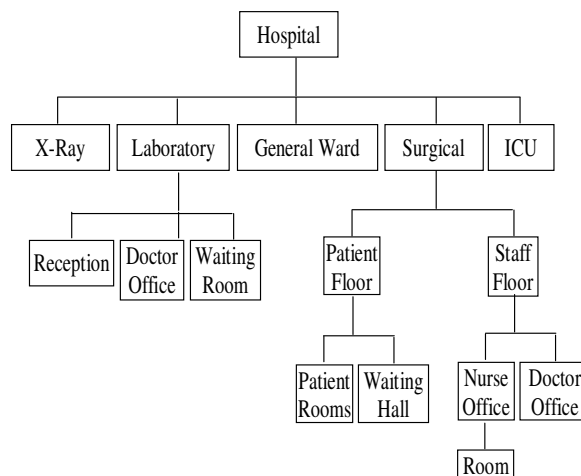 Hospital
X-Ray
Laboratory
General Ward
Surgical
ICU
Reception
Doctor
Office
Waiting
Room
Patient
Floor
Staff
Floor
Patient
Rooms
Waiting
Hall
Nurse
Office
Doctor
Office
Room